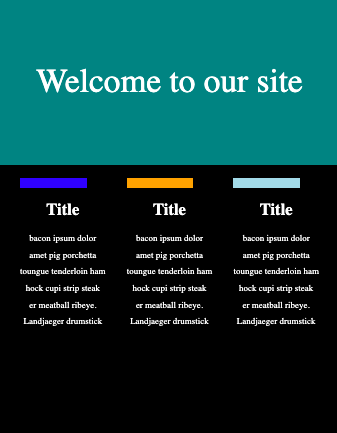 Welcome to our site
Title
bacon ipsum dolor
amet pig porchetta
toungue tenderloin ham
hock cupi strip steak
er meatball ribeye.
Landjaeger drumstick
Title
bacon ipsum dolor
amet pig porchetta
toungue tenderloin ham
hock cupi strip steak
er meatball ribeye.
Landjaeger drumstick
Title
bacon ipsum dolor
amet pig porchetta
toungue tenderloin ham
hock cupi strip steak
er meatball ribeye.
Landjaeger drumstick